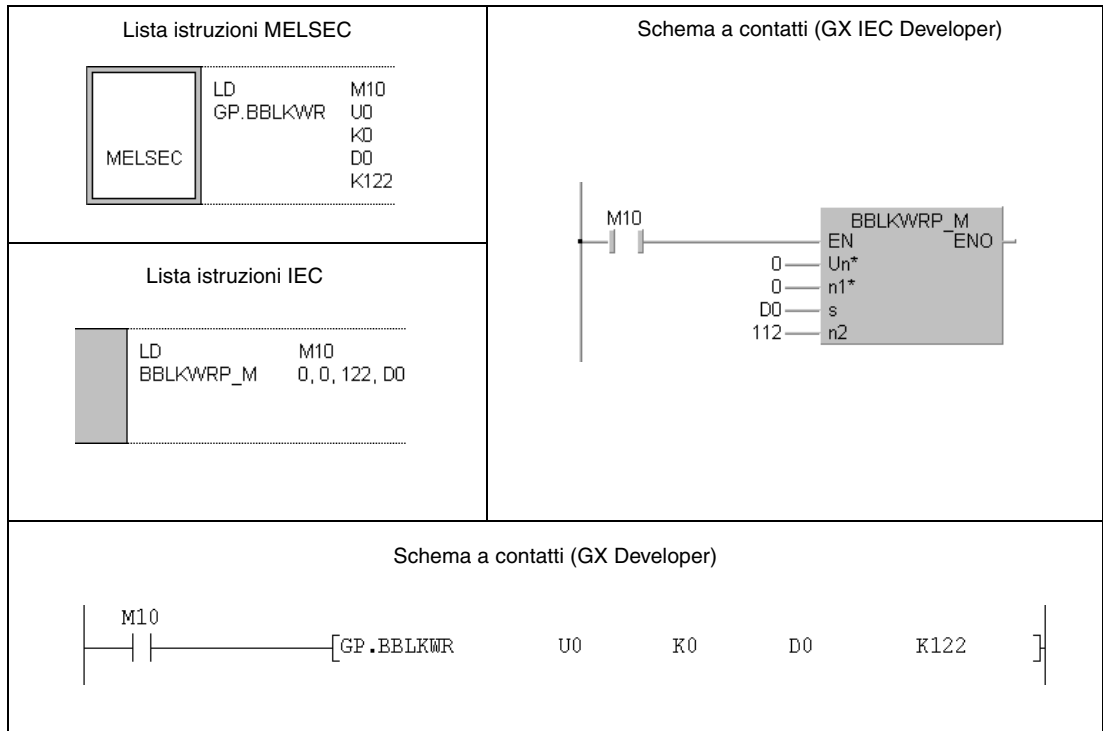 Lista istruzioni MELSEC
MELSEC
LD M10
GP.BBLKWR U0
K0
D0
K122
Lista istruzioni IEC
LD M10
BBLKWRP_M 0, 0, 122, D0
Schema a contatti (GX IEC Developer)
M10
BBLKWRP_M
EN ENO
0 Un*
0 n1*
D0 s
112 n2
Schema a contatti (GX Developer)
M10
[GP.BBLKWR U0 K0 D0 K122 ]